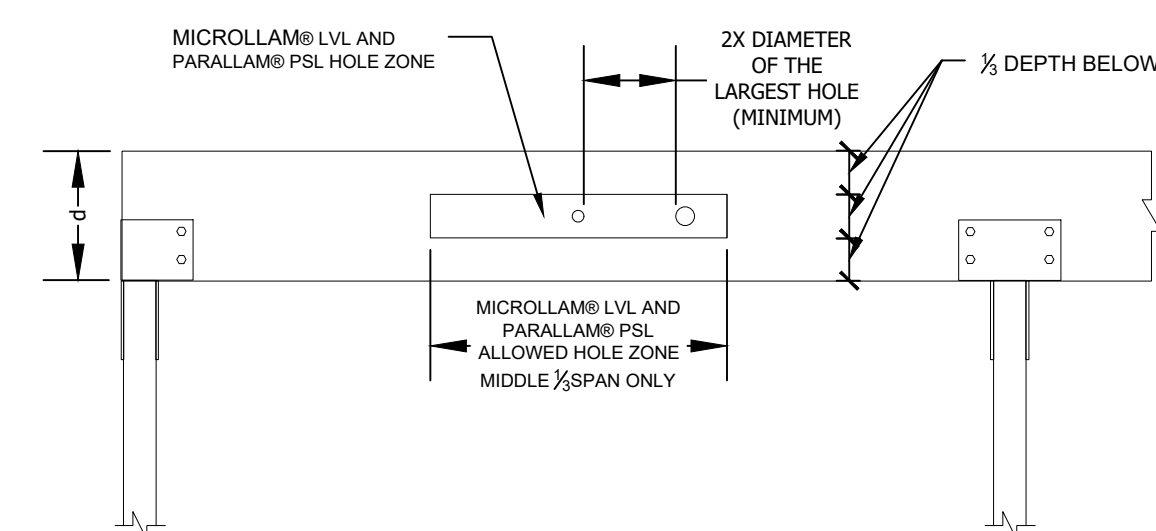 MICROLLAM® LVL AND
PARALLAM® PSL HOLE ZONE
2X DIAMETER
OF THE
LARGEST HOLE
(MINIMUM)
⅓ DEPTH BELOW
d
MICROLLAM® LVL AND
PARALLAM® PSL
ALLOWED HOLE ZONE
MIDDLE ⅓SPAN ONLY